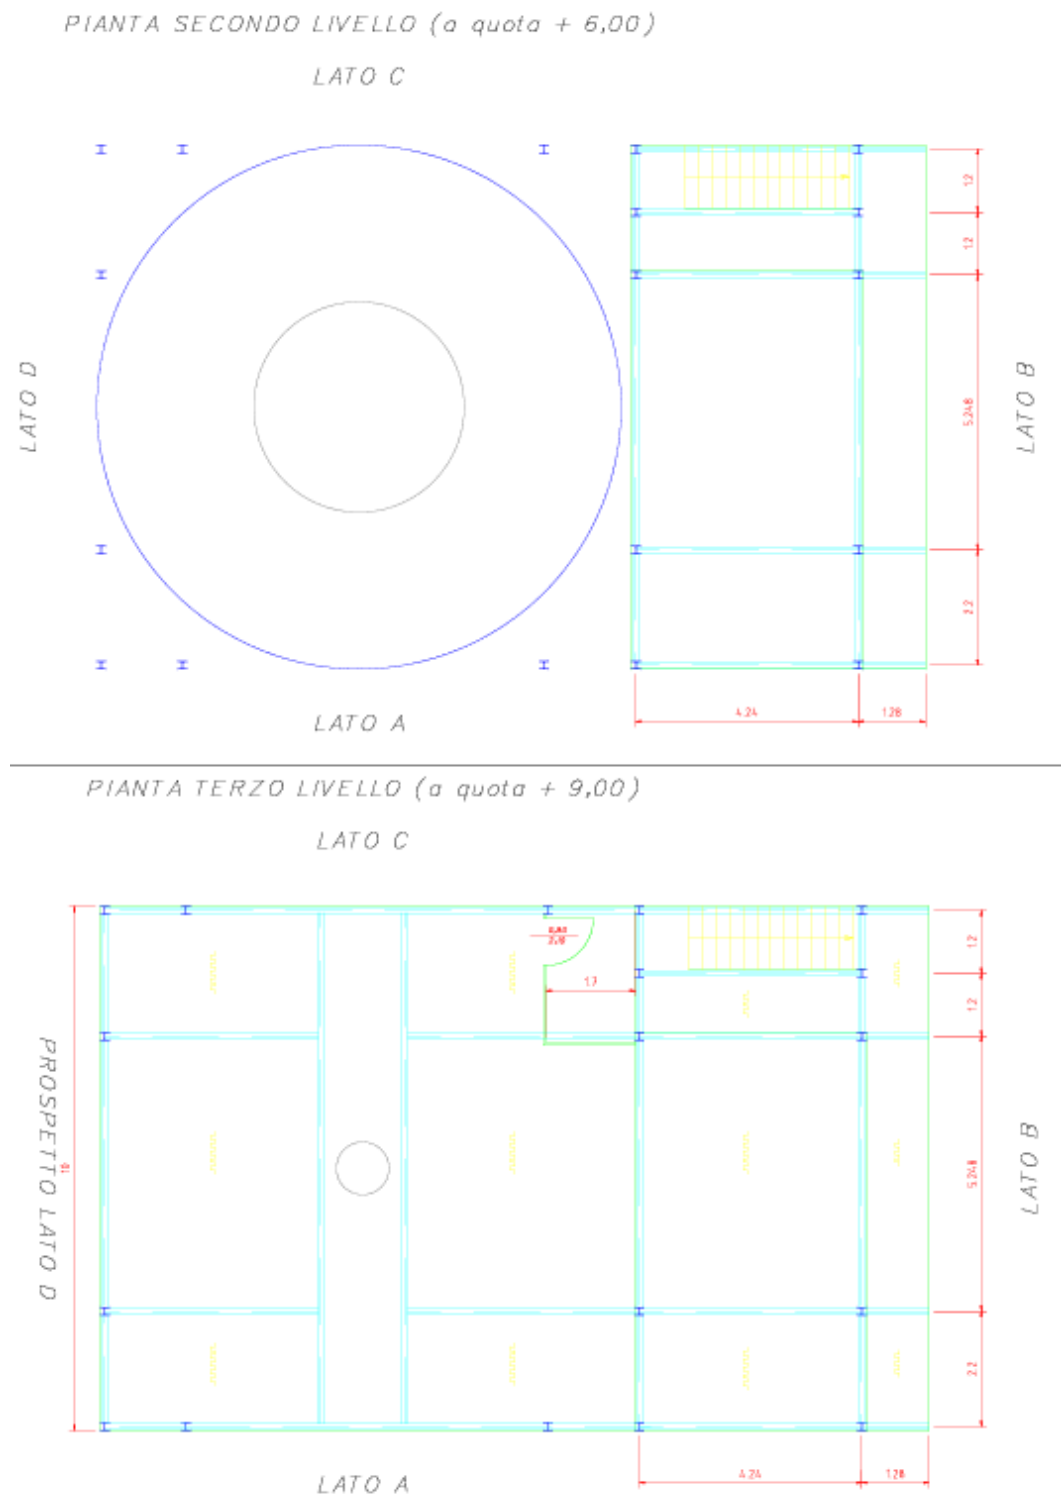 PIANTA SECONDO LIVELLO (a quota + 6,00)
LATO C
1.2
1.2
LATO D
5.248
LATO B
2.2
LATO A
4.24
1.28
PIANTA TERZO LIVELLO (a quota + 9,00)
LATO C
1.2
1.7
1.2
PROSPETTO LATO D
10
5.248
LATO B
2.2
4.24
1.28
LATO A